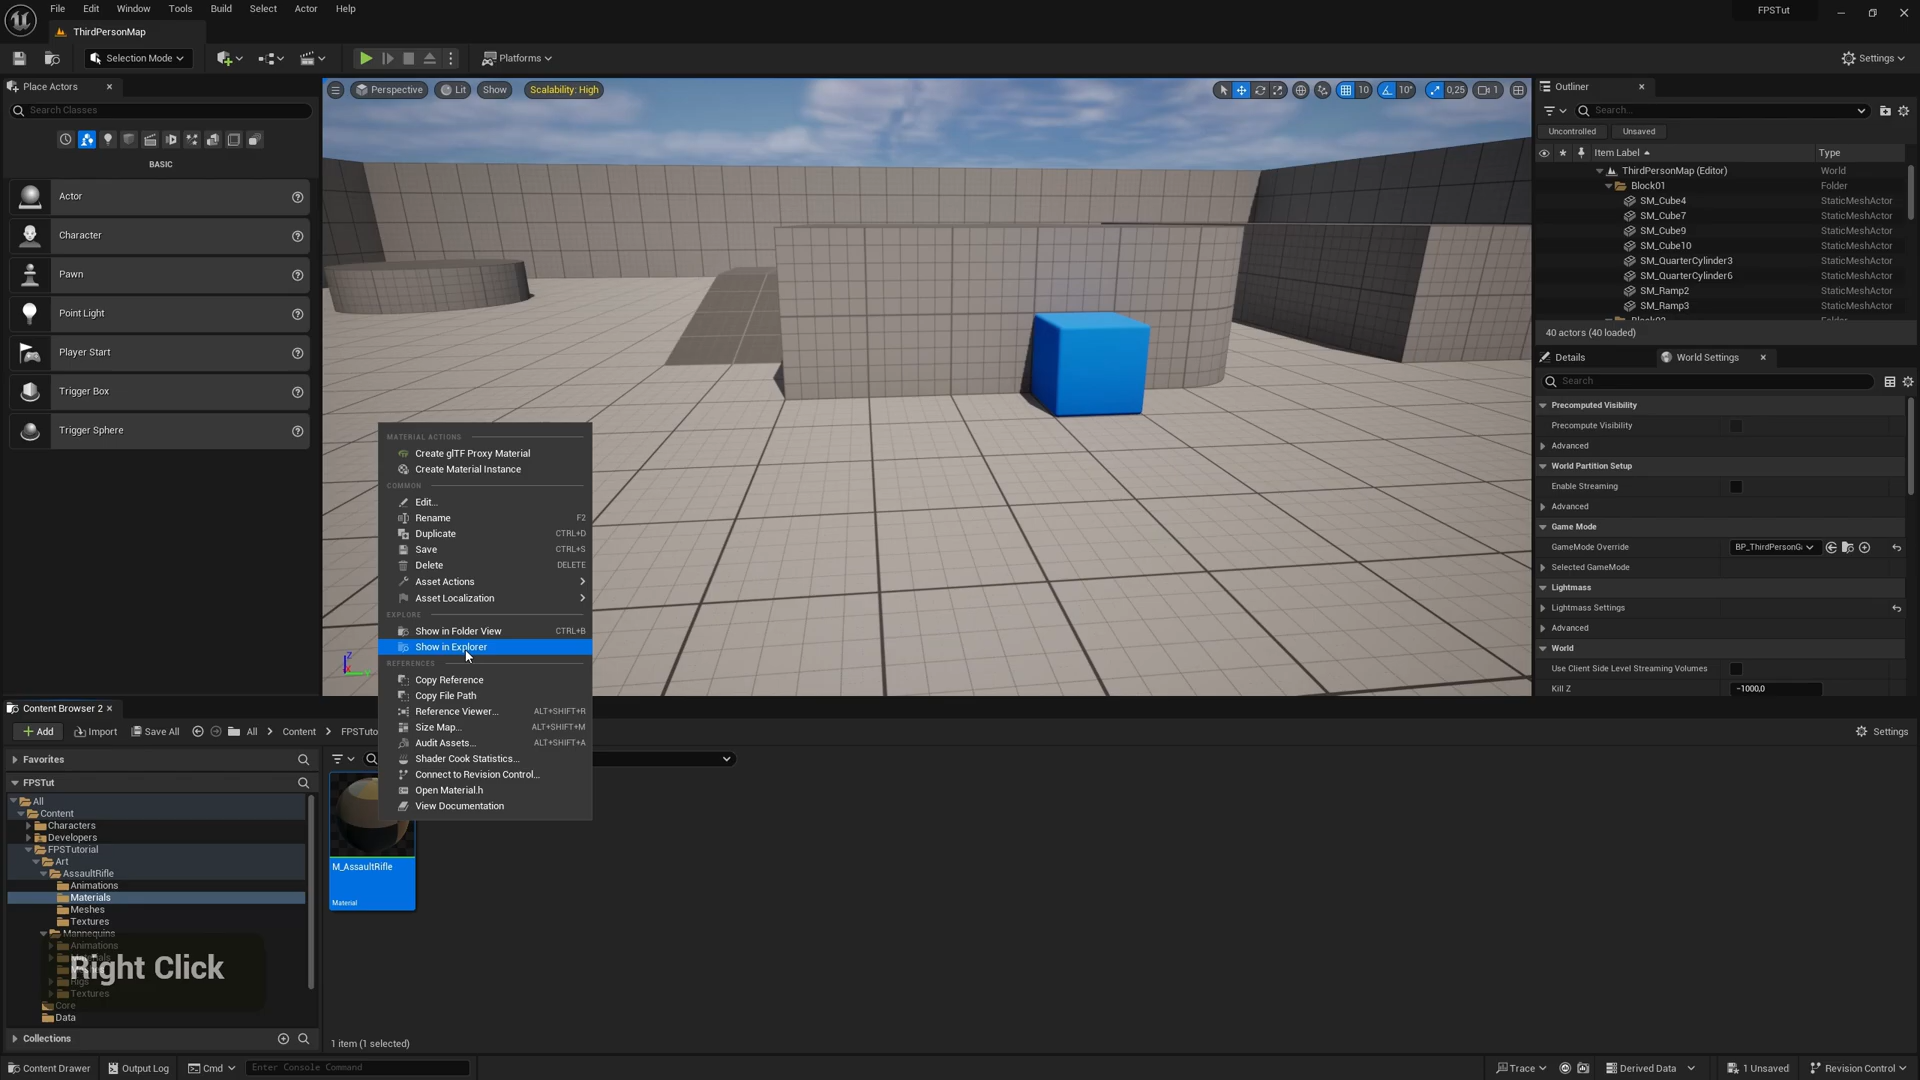 File Edit Window Tools Build Select Actor Help
FPSTut
ThirdPersonMap
Selection Mode
Platforms
Settings
Place Actors
Search Classes
BASIC
Actor
Character
Pawn
Point Light
Player Start
Trigger Box
Trigger Sphere
Perspective Lit Show Scalability: High
10 10° 0,25 1
MATERIAL ACTIONS
Create glTF Proxy Material
Create Material Instance
COMMON
Edit...
Rename F2
Duplicate CTRL+D
Save CTRL+S
Delete DELETE
Asset Actions
Asset Localization
EXPLORE
Show in Folder View CTRL+B
Show in Explorer
REFERENCES
Copy Reference
Copy File Path
Reference Viewer... ALT+SHIFT+R
Size Map... ALT+SHIFT+M
Audit Assets... ALT+SHIFT+A
Shader Cook Statistics...
Connect to Revision Control...
Open Material.h
View Documentation
Outliner
Search...
Uncontrolled Unsaved
Item Label Type
ThirdPersonMap (Editor) World
Block01 Folder
SM_Cube4 StaticMeshActor
SM_Cube7 StaticMeshActor
SM_Cube9 StaticMeshActor
SM_Cube10 StaticMeshActor
SM_QuarterCylinder3 StaticMeshActor
SM_QuarterCylinder6 StaticMeshActor
SM_Ramp2 StaticMeshActor
SM_Ramp3 StaticMeshActor
40 actors (40 loaded)
Details World Settings
Search
Precomputed Visibility
Precompute Visibility
Advanced
World Partition Setup
Enable Streaming
Advanced
Game Mode
GameMode Override BP_ThirdPersonG
Selected GameMode
Lightmass
Lightmass Settings
Advanced
World
Use Client Side Level Streaming Volumes
Kill Z -1000,0
Content Browser 2
Add Import Save All All Content FPSTuto
Settings
Favorites
FPSTut
All
Content
Characters
Developers
FPSTutorial
Art
AssaultRifle
Animations
Materials
Meshes
Textures
Mannequins
Animations
Rigs
Textures
Core
Data
Right Click
Collections
M_AssaultRifle
Material
1 item (1 selected)
Content Drawer Output Log Cmd Enter Console Command
Trace Derived Data 1 Unsaved Revision Control